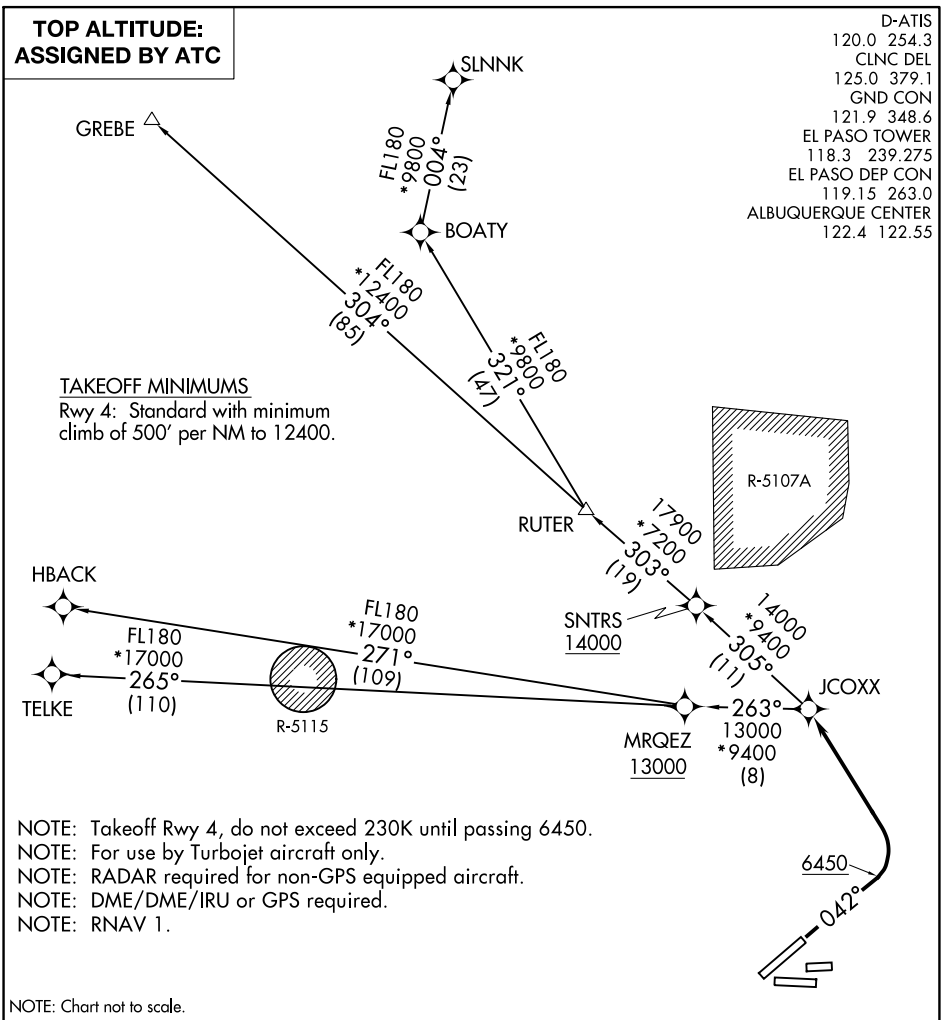 TOP ALTITUDE:
ASSIGNED BY ATC
D-ATIS
120.0 254.3
CLNC DEL
125.0 379.1
GND CON
121.9 348.6
EL PASO TOWER
118.3 239.275
EL PASO DEP CON
119.15 263.0
ALBUQUERQUE CENTER
122.4 122.55
SLNNK
GREBE
FL180
*9800
004°
(23)
BOATY
FL180
*12400
304°
(85)
FL180
*9800
321°
(47)
TAKEOFF MINIMUMS
Rwy 4: Standard with minimum
climb of 500' per NM to 12400.
R-5107A
RUTER
17900
*7200
303°
(19)
HBACK
SNTRS
14000
14000
*9400
305°
(11)
FL180
*17000
271°
(109)
FL180
*17000
265°
(110)
TELKE
R-5115
JCOXX
MRQEZ
13000
263°
13000
*9400
(8)
NOTE: Takeoff Rwy 4, do not exceed 230K until passing 6450.
NOTE: For use by Turbojet aircraft only.
NOTE: RADAR required for non-GPS equipped aircraft.
NOTE: DME/DME/IRU or GPS required.
NOTE: RNAV 1.
6450
042°
NOTE: Chart not to scale.